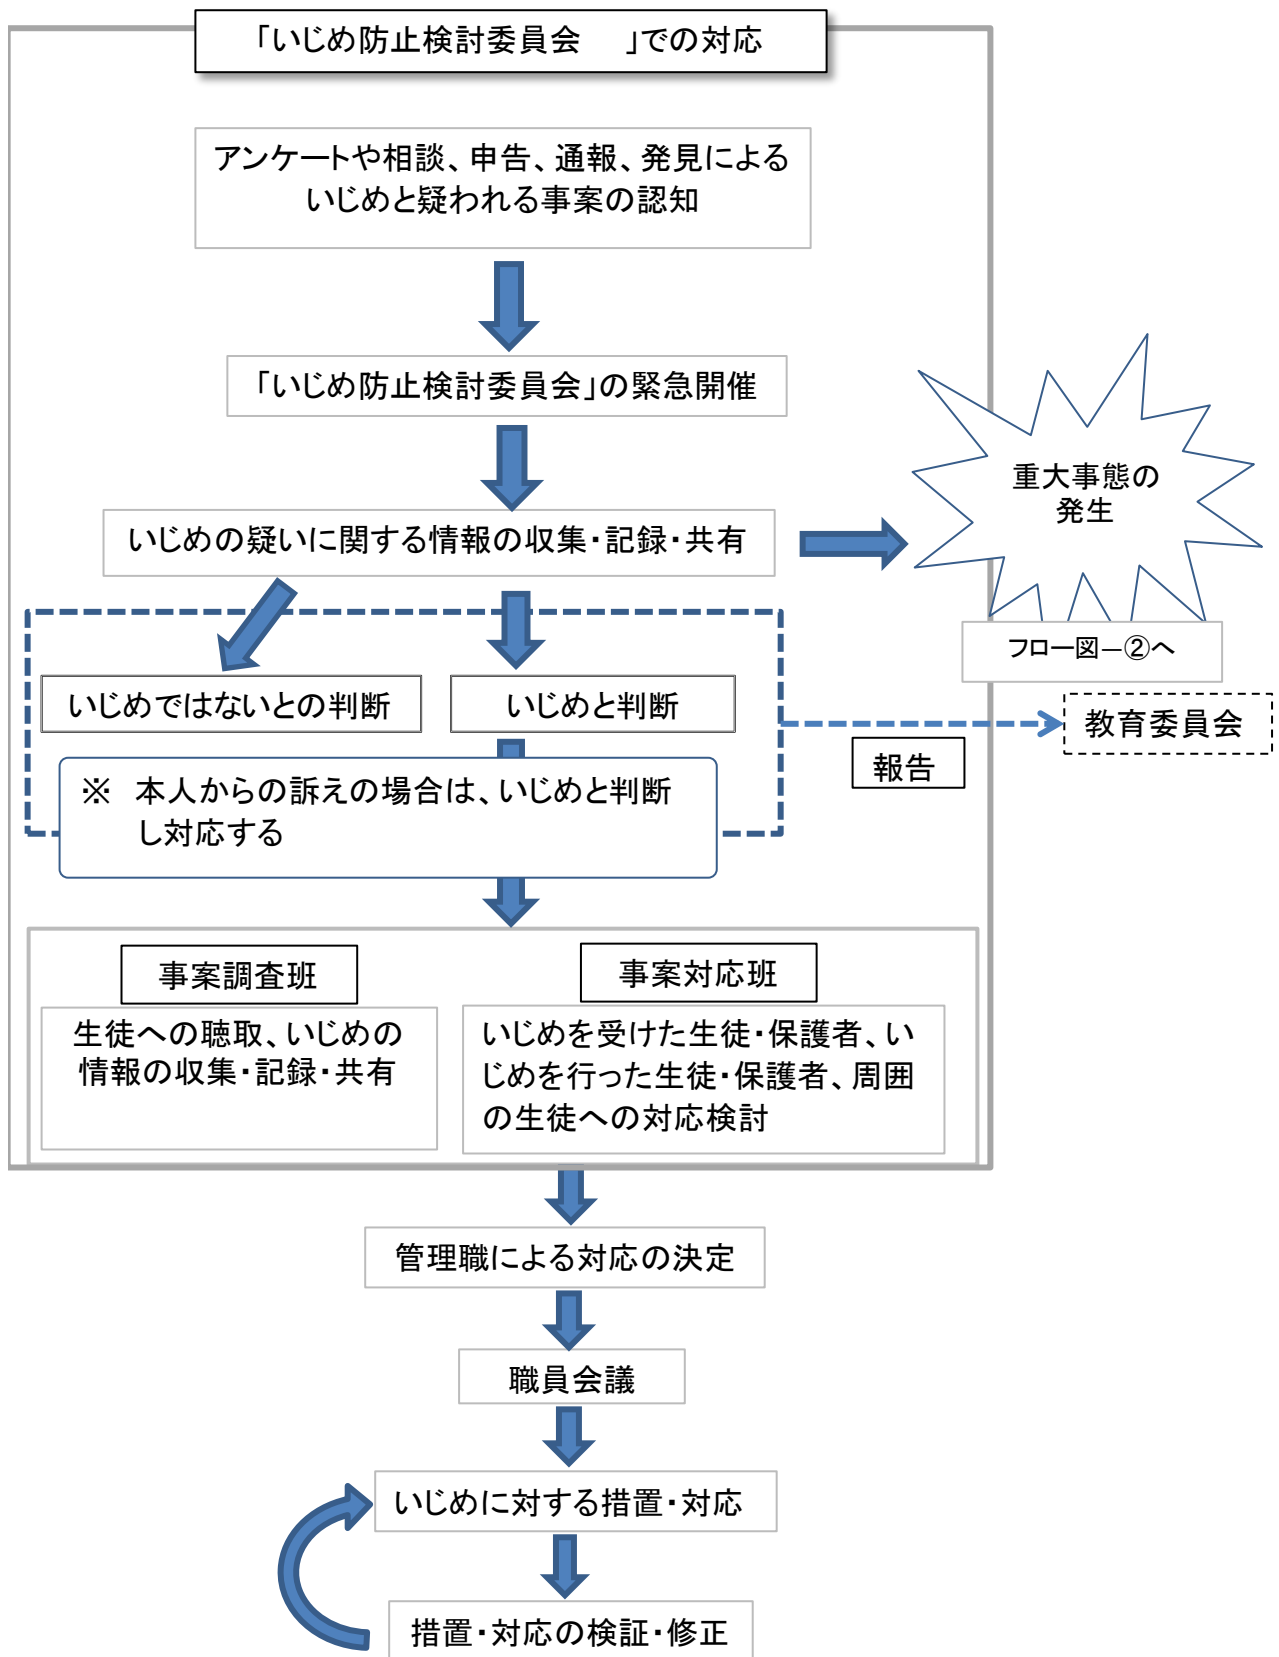 「いじめ防止検討委員会　」での対応
アンケートや相談、申告、通報、発見による
いじめと疑われる事案の認知
「いじめ防止検討委員会」の緊急開催
重大事態の
発生
いじめの疑いに関する情報の収集・記録・共有
フロー図―②へ
いじめではないとの判断
いじめと判断
教育委員会
報告
※　本人からの訴えの場合は、いじめと判断
し対応する
事案調査班
生徒への聴取、いじめの
情報の収集・記録・共有
事案対応班
いじめを受けた生徒・保護者、い
じめを行った生徒・保護者、周囲
の生徒への対応検討
管理職による対応の決定
職員会議
いじめに対する措置・対応
措置・対応の検証・修正